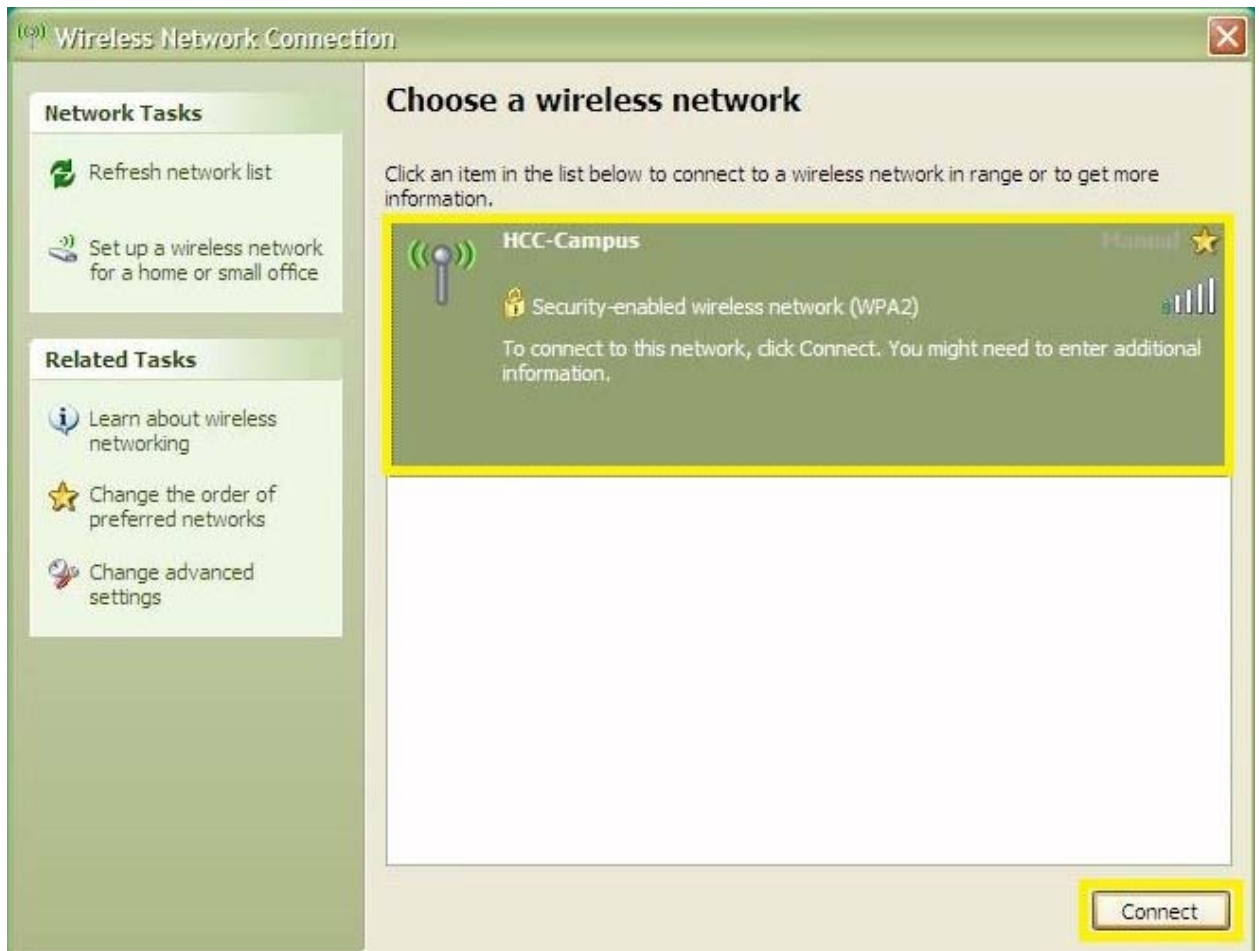 Wireless Network Connection
Network Tasks
Refresh network list
Set up a wireless network
for a home or small office
Related Tasks
Learn about wireless
networking
Change the order of
preferred networks
Change advanced
settings
Choose a wireless network
Click an item in the list below to connect to a wireless network in range or to get more
information.
HCC-Campus
Manual
Security-enabled wireless network (WPA2)
To connect to this network, click Connect. You might need to enter additional
information.
Connect